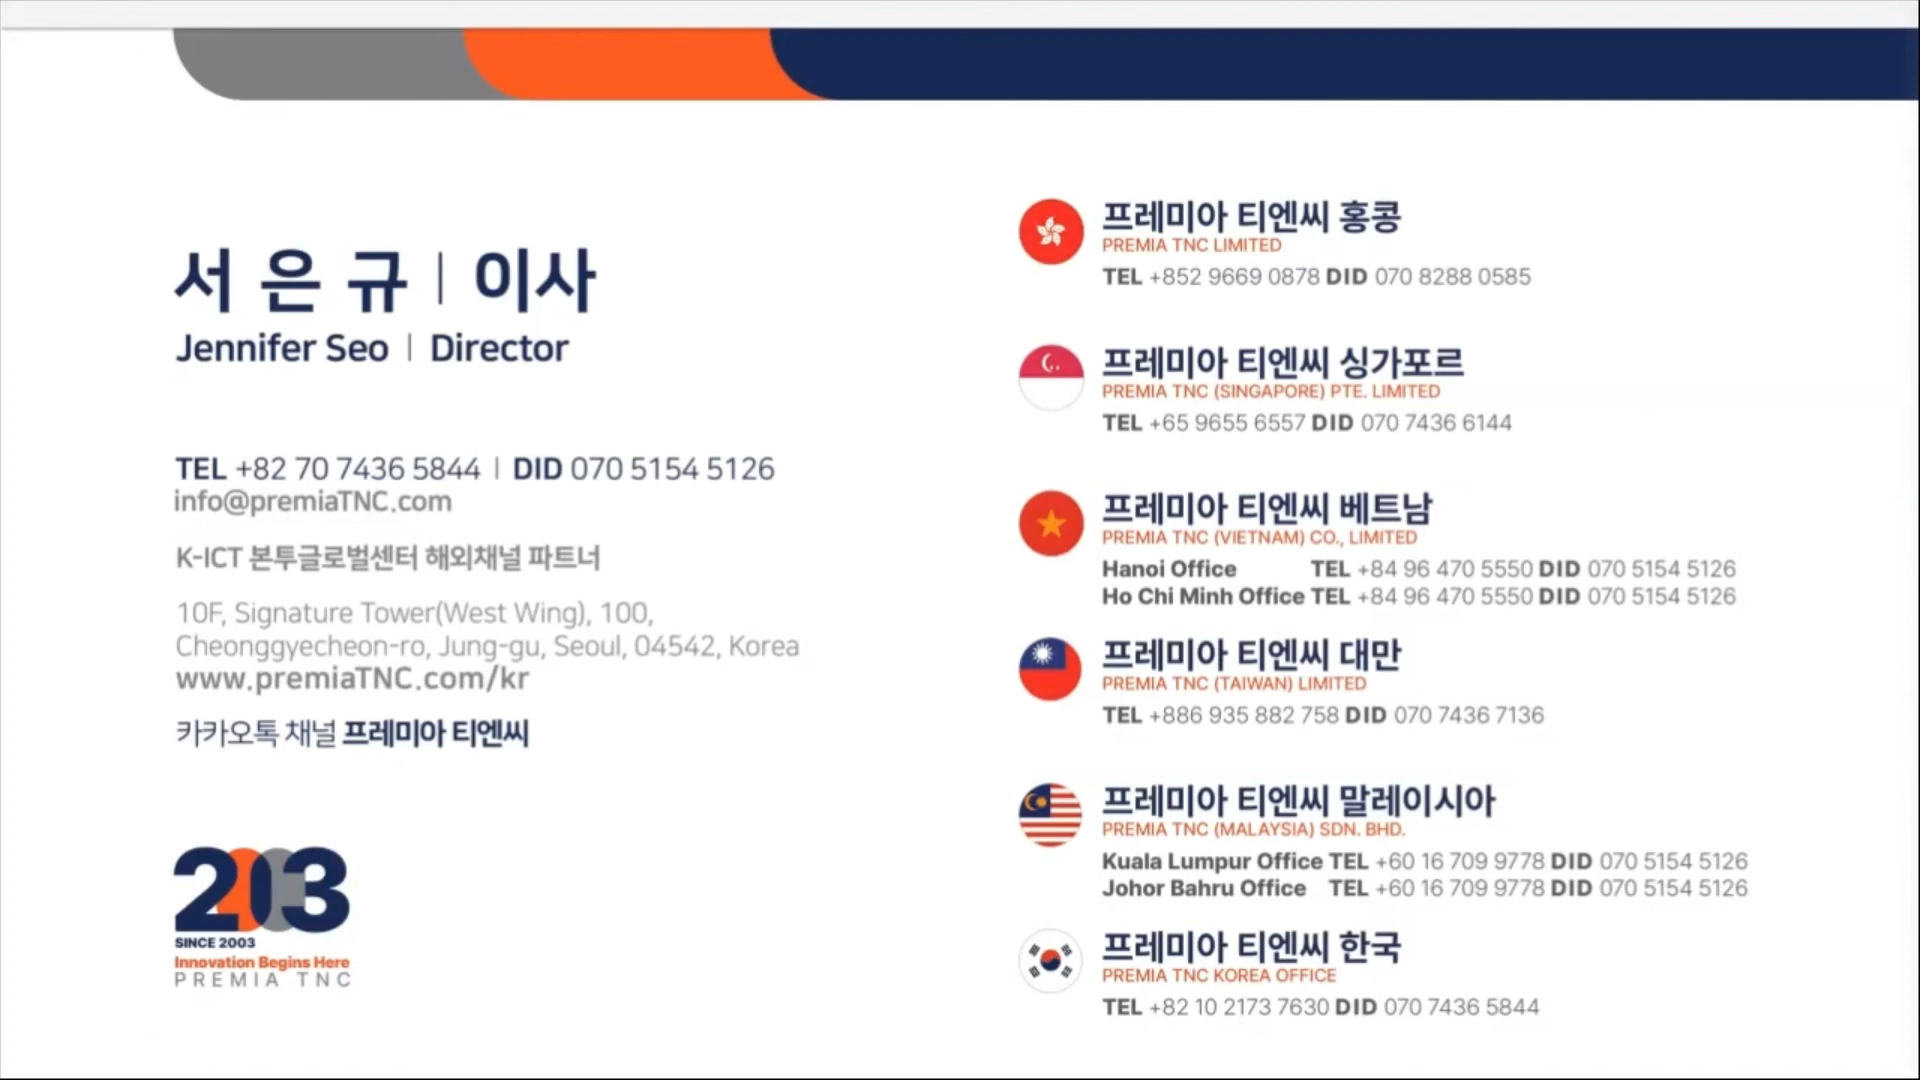 서 은 규 | 이사
Jennifer Seo | Director
TEL +82 70 7436 5844 | DID 070 5154 5126
info@premiaTNC.com
K-ICT 본투글로벌센터 해외채널 파트너
10F, Signature Tower(West Wing), 100,
Cheonggyecheon-ro, Jung-gu, Seoul, 04542, Korea
www.premiaTNC.com/kr
카카오톡 채널 프레미아 티엔씨
2003
SINCE 2003
Innovation Begins Here
PREMIA TNC
프레미아 티엔씨 홍콩
PREMIA TNC LIMITED
TEL +852 9669 0878 DID 070 8288 0585
프레미아 티엔씨 싱가포르
PREMIA TNC (SINGAPORE) PTE. LIMITED
TEL +65 9655 6557 DID 070 7436 6144
프레미아 티엔씨 베트남
PREMIA TNC (VIETNAM) CO., LIMITED
Hanoi Office TEL +84 96 470 5550 DID 070 5154 5126
Ho Chi Minh Office TEL +84 96 470 5550 DID 070 5154 5126
프레미아 티엔씨 대만
PREMIA TNC (TAIWAN) LIMITED
TEL +886 935 882 758 DID 070 7436 7136
프레미아 티엔씨 말레이시아
PREMIA TNC (MALAYSIA) SDN. BHD.
Kuala Lumpur Office TEL +60 16 709 9778 DID 070 5154 5126
Johor Bahru Office TEL +60 16 709 9778 DID 070 5154 5126
프레미아 티엔씨 한국
PREMIA TNC KOREA OFFICE
TEL +82 10 2173 7630 DID 070 7436 5844